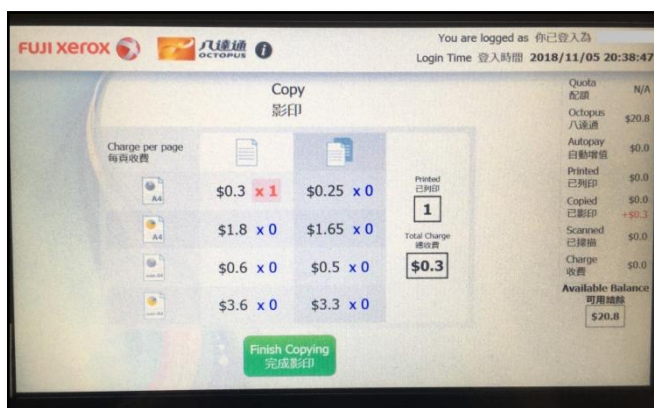 FUJI XEROX
八達通
OCTOPUS
i
You are logged as 你已登入為
Login Time 登入時間 2018/11/05 20:38:47
Copy
影印
Charge per page
每頁收費
A4
$0.3 x 1
$0.25 x 0
A4
$1.8 x 0
$1.65 x 0
$0.6 x 0
$0.5 x 0
$3.6 x 0
$3.3 x 0
Printed
已列印
1
Total Charge
總收費
$0.3
Finish Copying
完成影印
Quota
配額
N/A
Octopus
八達通
$20.8
Autopay
自動增值
$0.0
Printed
已列印
$0.0
Copied
已影印
$0.0
+$0.3
Scanned
已掃描
$0.0
Charge
收費
$0.0
Available Balance
可用結餘
$20.8